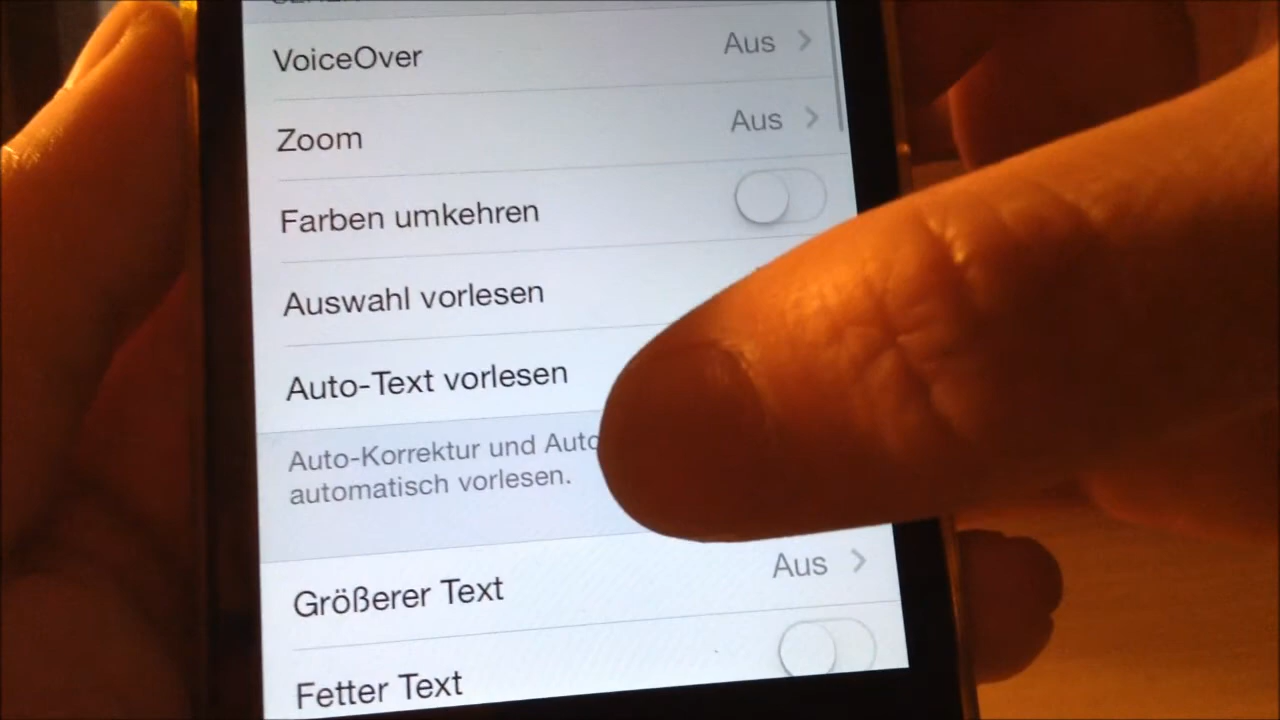 VoiceOver Aus
Zoom Aus
Farben umkehren
Auswahl vorlesen
Auto-Text vorlesen
Auto-Korrektur und Auto
automatisch vorlesen.
Größerer Text Aus
Fetter Text